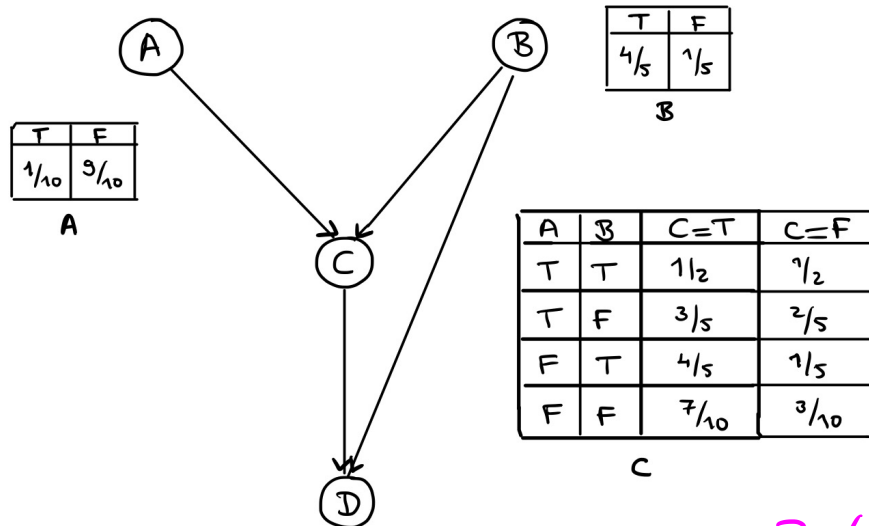 A
B
T F
4/5 1/5
B
T F
1/10 9/10
A
C
A B C=T C=F
T T 1/2 1/2
T F 3/5 2/5
F T 4/5 1/5
F F 7/10 3/10
C
D